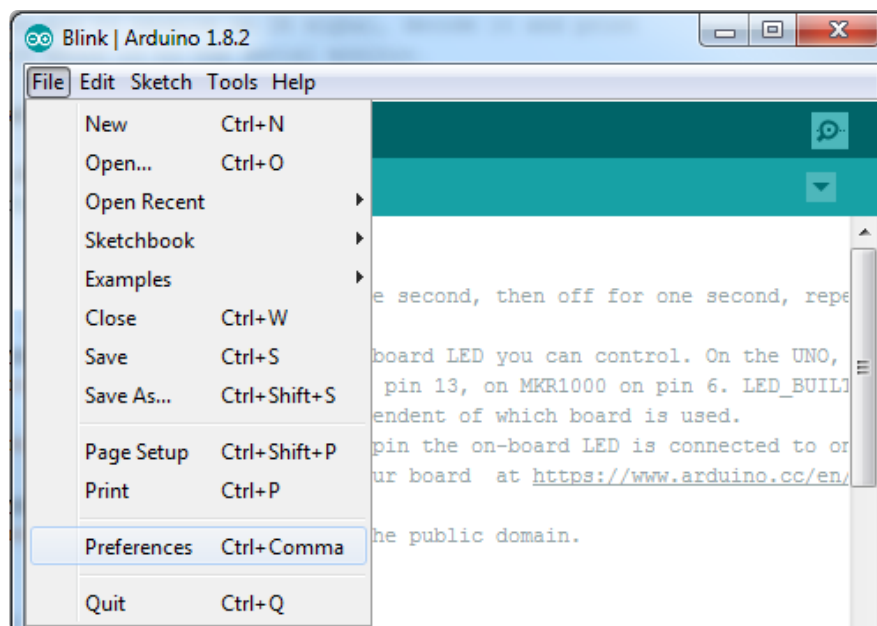 Blink | Arduino 1.8.2
File Edit Sketch Tools Help
New Ctrl+N
Open... Ctrl+O
Open Recent
Sketchbook
Examples
Close Ctrl+W
Save Ctrl+S
Save As... Ctrl+Shift+S
Page Setup Ctrl+Shift+P
Print Ctrl+P
Preferences Ctrl+Comma
Quit Ctrl+Q
e second, then off for one second, repe
board LED you can control. On the UNO,
pin 13, on MKR1000 on pin 6. LED_BUILT
endent of which board is used.
pin the on-board LED is connected to on
ur board at https://www.arduino.cc/en/
he public domain.